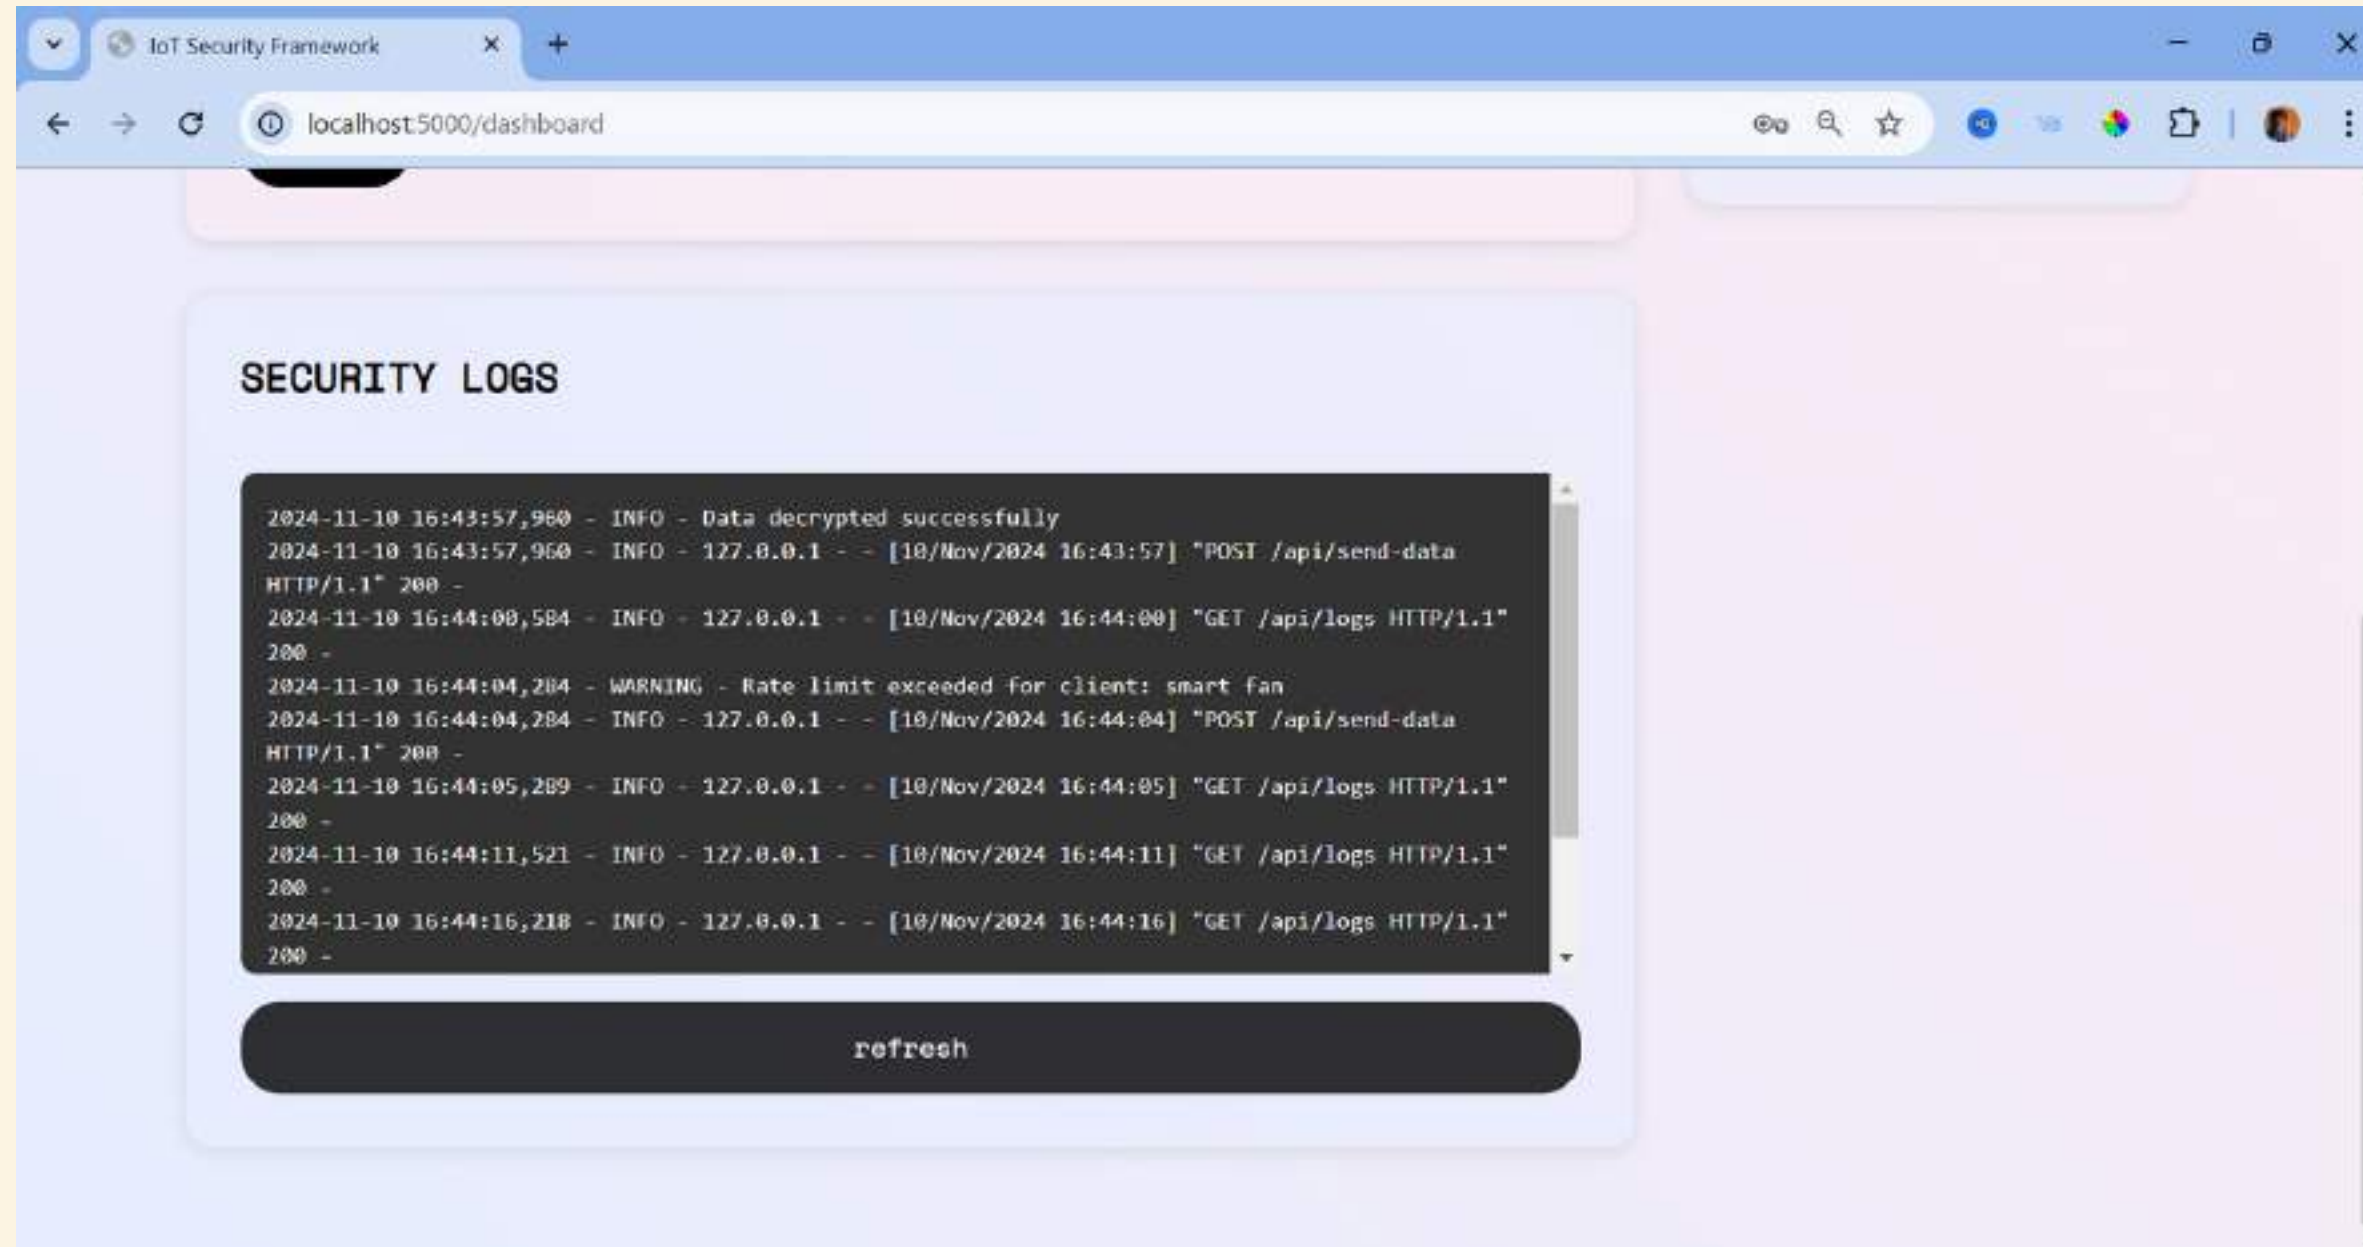 IoT Security Framework
localhost:5000/dashboard
SECURITY LOGS
2024-11-10 16:43:57,960 - INFO - Data decrypted successfully
2024-11-10 16:43:57,960 - INFO - 127.0.0.1 - - [10/Nov/2024 16:43:57] "POST /api/send-data
HTTP/1.1" 200 -
2024-11-10 16:44:00,584 - INFO - 127.0.0.1 - - [10/Nov/2024 16:44:00] "GET /api/logs HTTP/1.1"
200 -
2024-11-10 16:44:04,284 - WARNING - Rate limit exceeded for client: smart fan
2024-11-10 16:44:04,284 - INFO - 127.0.0.1 - - [10/Nov/2024 16:44:04] "POST /api/send-data
HTTP/1.1" 200 -
2024-11-10 16:44:05,289 - INFO - 127.0.0.1 - - [10/Nov/2024 16:44:05] "GET /api/logs HTTP/1.1"
200 -
2024-11-10 16:44:11,521 - INFO - 127.0.0.1 - - [10/Nov/2024 16:44:11] "GET /api/logs HTTP/1.1"
200 -
2024-11-10 16:44:16,218 - INFO - 127.0.0.1 - - [10/Nov/2024 16:44:16] "GET /api/logs HTTP/1.1"
200 -
refresh